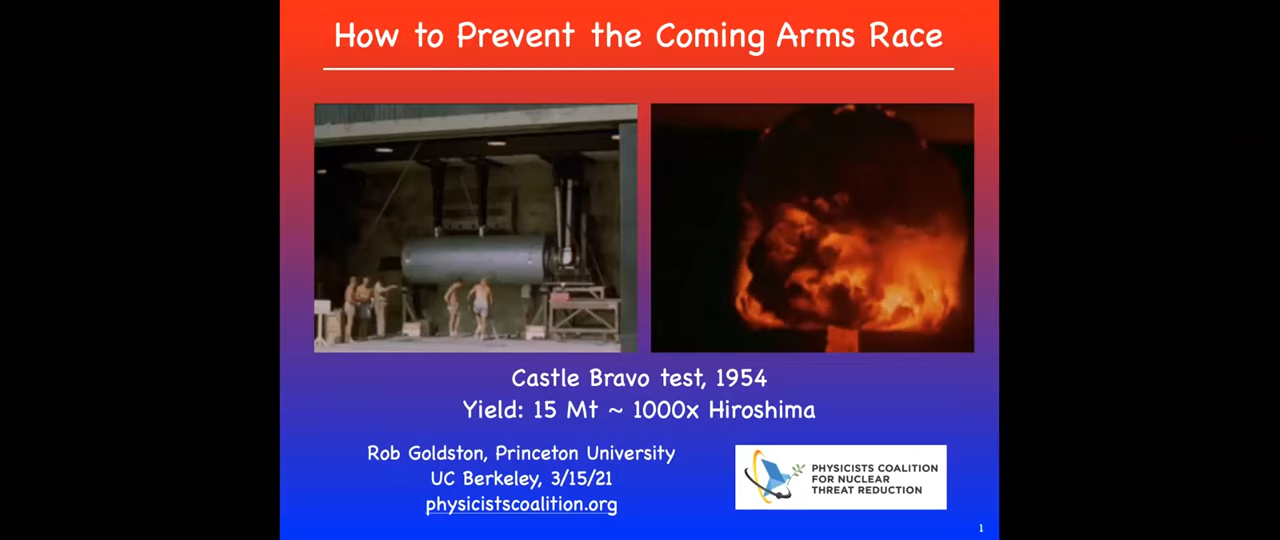 How to Prevent the Coming Arms Race
Castle Bravo test, 1954
Yield: 15 Mt ~ 1000x Hiroshima
Rob Goldston, Princeton University
UC Berkeley, 3/15/21
physicistscoalition.org
PHYSICISTS COALITION
FOR NUCLEAR
THREAT REDUCTION
1